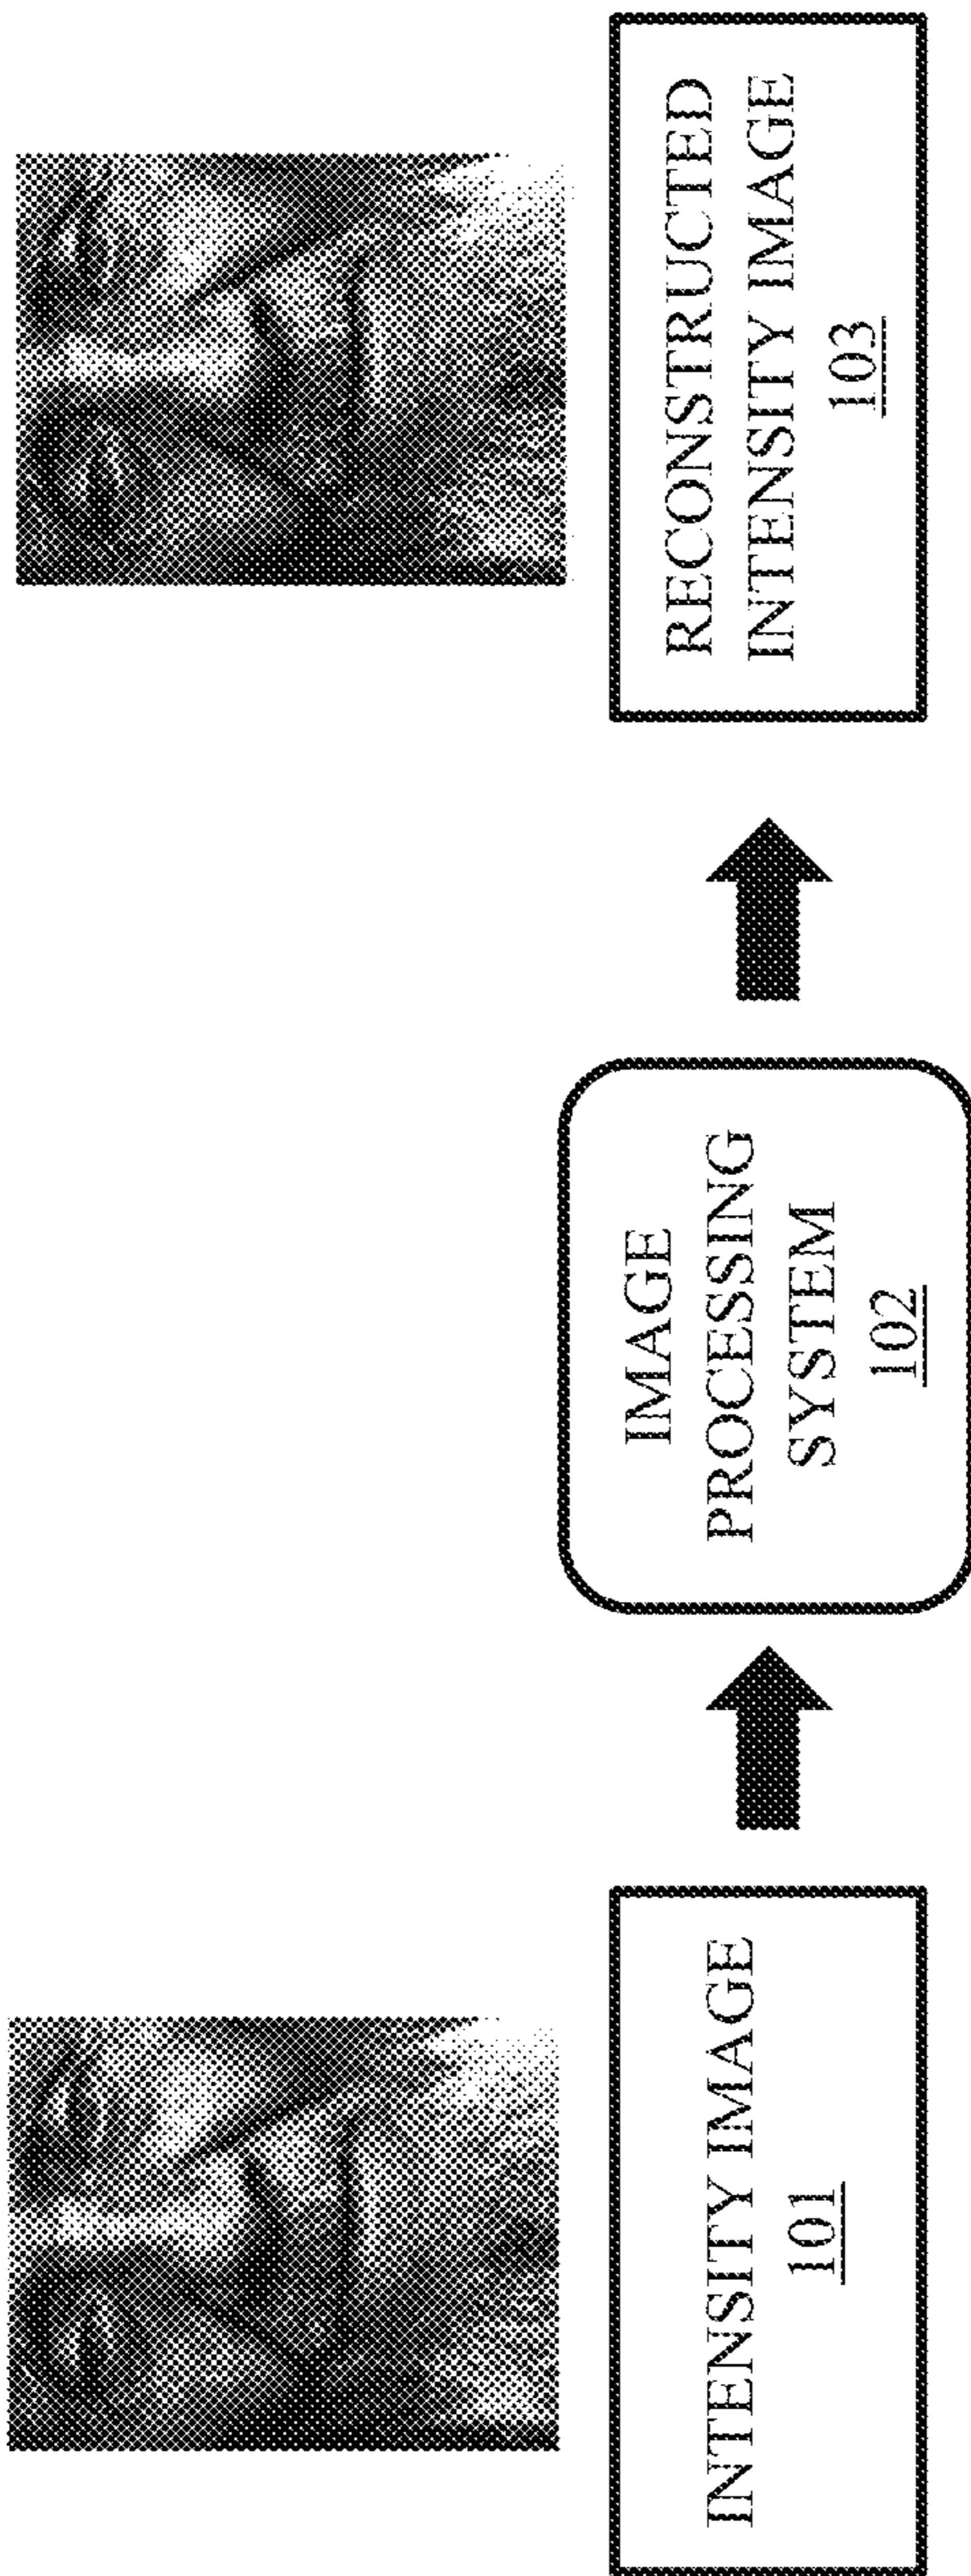 INTENSITY IMAGE
101
IMAGE
PROCESSING
SYSTEM
102
RECONSTRUCTED
INTENSITY IMAGE
103